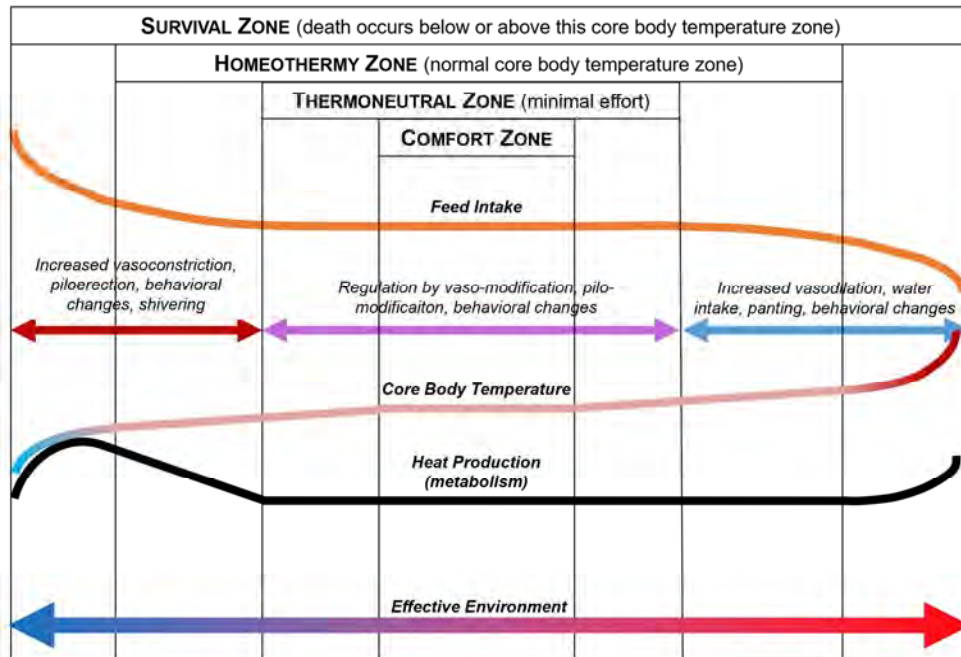 SURVIVAL ZONE (death occurs below or above this core body temperature zone)
HOMEOTHERMY ZONE (normal core body temperature zone)
THERMONEUTRAL ZONE (minimal effort)
COMFORT ZONE
Feed Intake
Increased vasoconstriction,
piloerection, behavioral
changes, shivering
Regulation by vaso-modification, pilo-
modificaiton, behavioral changes
Increased vasodilation, water
intake, panting, behavioral changes
Core Body Temperature
Heat Production
(metabolism)
Effective Environment